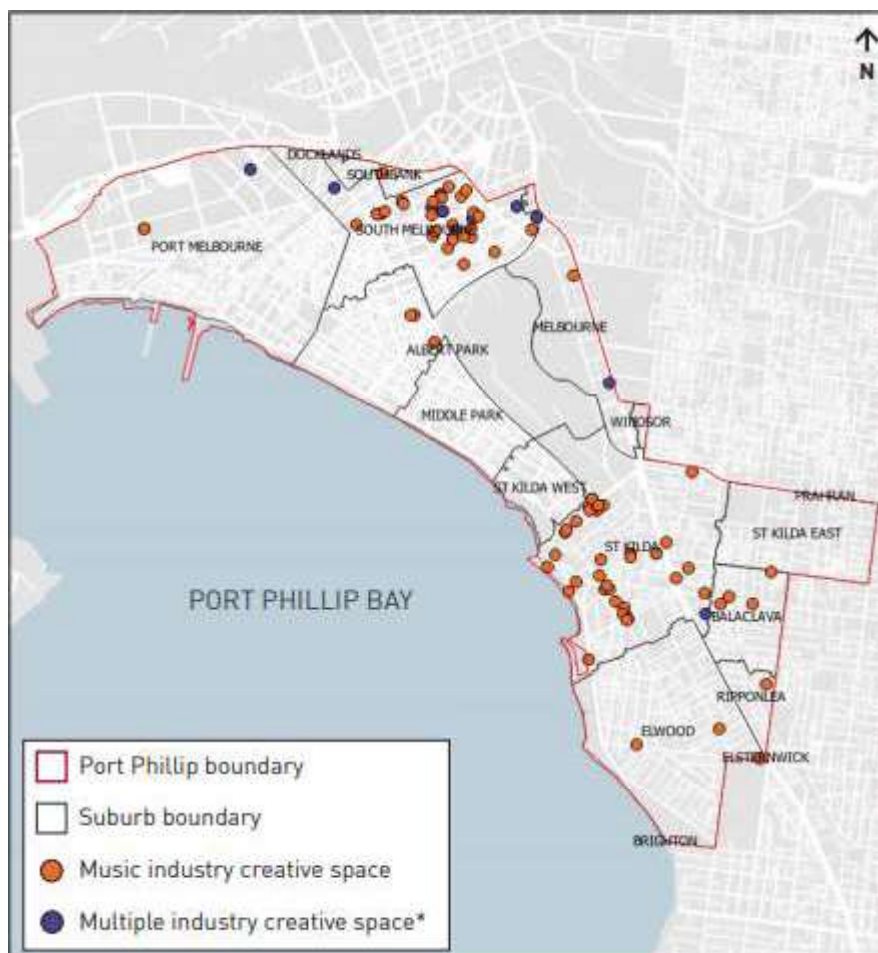 N
DOCKLANDS
SOUTHBANK
SOUTH MELBOURNE
PORT MELBOURNE
MELBOURNE
ALBERT PARK
MIDDLE PARK
WINDSOR
ST KILDA WEST
PRAHRAN
ST KILDA EAST
ST KILDA
PORT PHILLIP BAY
BALACLAVA
RIPPONLEA
ELWOOD
ELSTERNWICK
BRIGHTON
Port Phillip boundary
Suburb boundary
Music industry creative space
Multiple industry creative space*